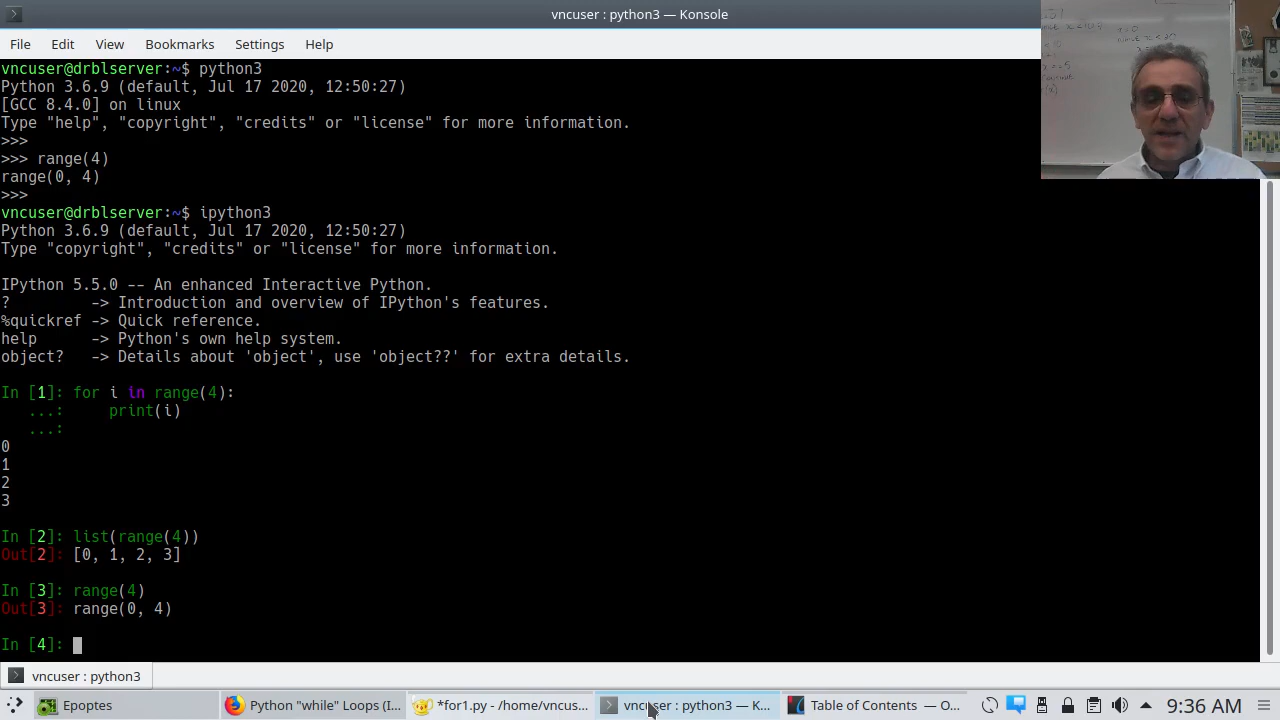 vncuser : python3 — Konsole
File Edit View Bookmarks Settings Help
vncuser@drblserver:~$ python3
Python 3.6.9 (default, Jul 17 2020, 12:50:27)
[GCC 8.4.0] on linux
Type "help", "copyright", "credits" or "license" for more information.
>>>
>>> range(4)
range(0, 4)
>>>
vncuser@drblserver:~$ ipython3
Python 3.6.9 (default, Jul 17 2020, 12:50:27)
Type "copyright", "credits" or "license" for more information.
IPython 5.5.0 -- An enhanced Interactive Python.
? -> Introduction and overview of IPython's features.
%quickref -> Quick reference.
help -> Python's own help system.
object? -> Details about 'object', use 'object??' for extra details.
In [1]: for i in range(4):
...: print(i)
...:
0
1
2
3
In [2]: list(range(4))
Out[2]: [0, 1, 2, 3]
In [3]: range(4)
Out[3]: range(0, 4)
In [4]:
vncuser : python3
Epoptes Python "while" Loops (I... *for1.py - /home/vncus... vncuser : python3 — K... Table of Contents — O... 9:36 AM